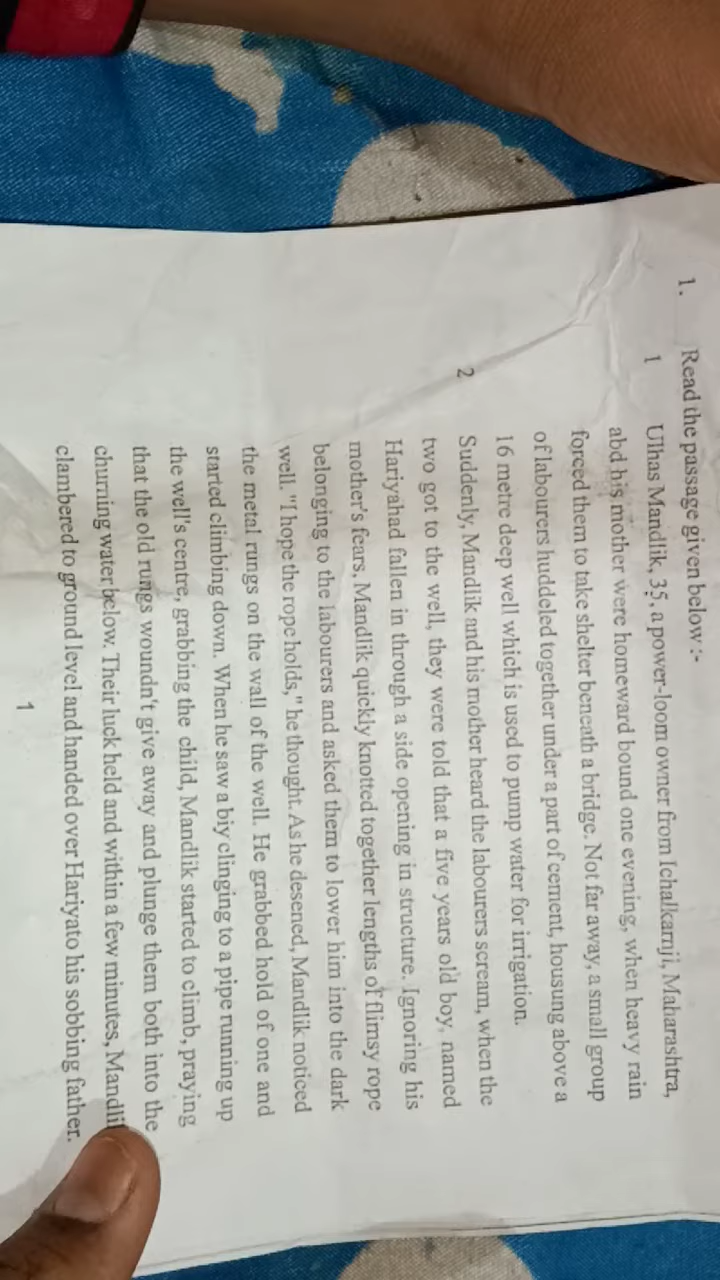 1. Read the passage given below :-
1 Ulhas Mandlik, 35, a power-loom owner from Ichalkarnji, Maharashtra,
abd his mother were homeward bound one evening, when heavy rain
forced them to take shelter beneath a bridge. Not far away, a small group
of labourers huddeled together under a part of cement, housung above a
16 metre deep well which is used to pump water for irrigation.
2 Suddenly, Mandlik and his mother heard the labourers scream, when the
two got to the well, they were told that a five years old boy, named
Hariyahad fallen in through a side opening in structure. Ignoring his
mother's fears, Mandlik quickly knotted together lengths of flimsy rope
belonging to the labourers and asked them to lower him into the dark
well. "I hope the rope holds," he thought. As he desened, Mandlik noticed
the metal rungs on the wall of the well. He grabbed hold of one and
started climbing down. When he saw a biy clinging to a pipe running up
the well's centre, grabbing the child, Mandlik started to climb, praying
that the old rungs woundn't give away and plunge them both into the
churning water below. Their luck held and within a few minutes,
clambered to ground level and handed over Hariyato his sobbing father.
1